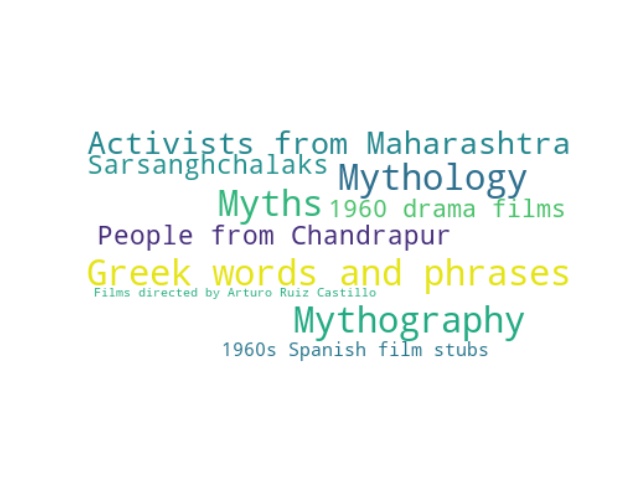 Activists from Maharashtra
Sarsanghchalaks
Mythology
Myths
1960 drama films
People from Chandrapur
Greek words and phrases
Films directed by Arturo Ruiz Castillo
Mythography
1960s Spanish film stubs